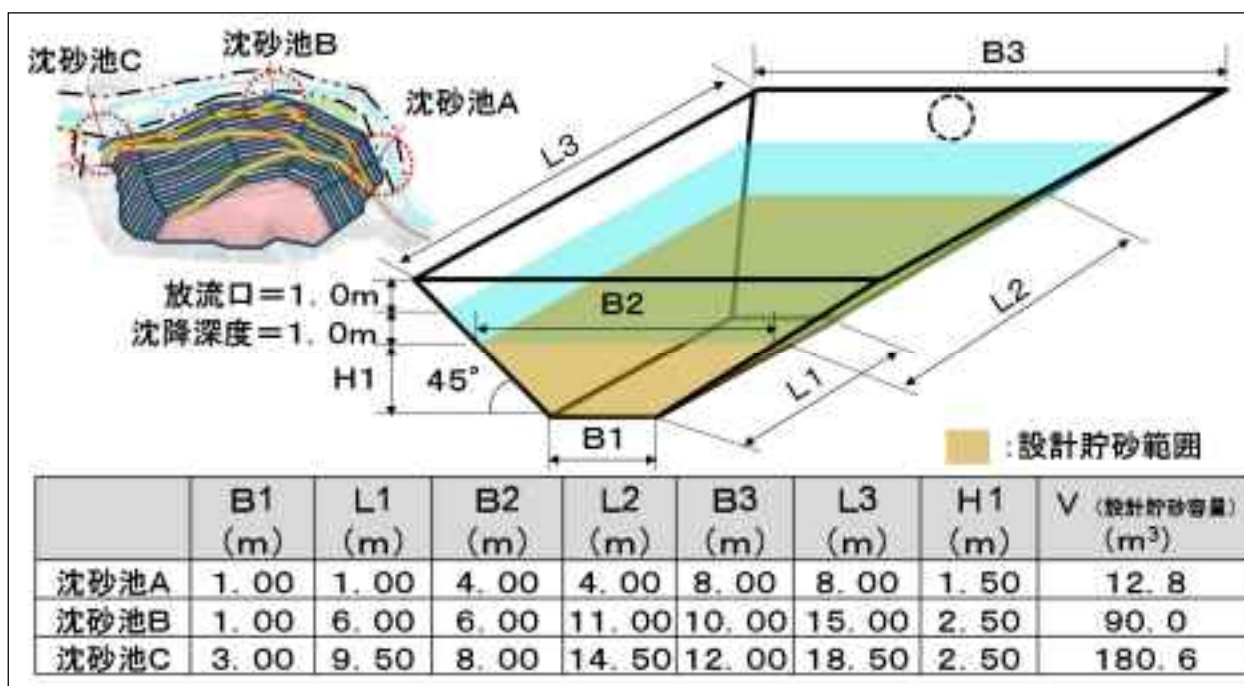 沈砂池B
沈砂池C
沈砂池A
B3
L3
放流口=1.0m
沈降深度=1.0m
B2
L2
H1
45°
L1
B1
:設計貯砂範囲
B1 L1 B2 L2 B3 L3 H1 V (設計貯砂容量)
(m) (m) (m) (m) (m) (m) (m) (m³)
沈砂池A 1.00 1.00 4.00 4.00 8.00 8.00 1.50 12.8
沈砂池B 1.00 6.00 6.00 11.00 10.00 15.00 2.50 90.0
沈砂池C 3.00 9.50 8.00 14.50 12.00 18.50 2.50 180.6